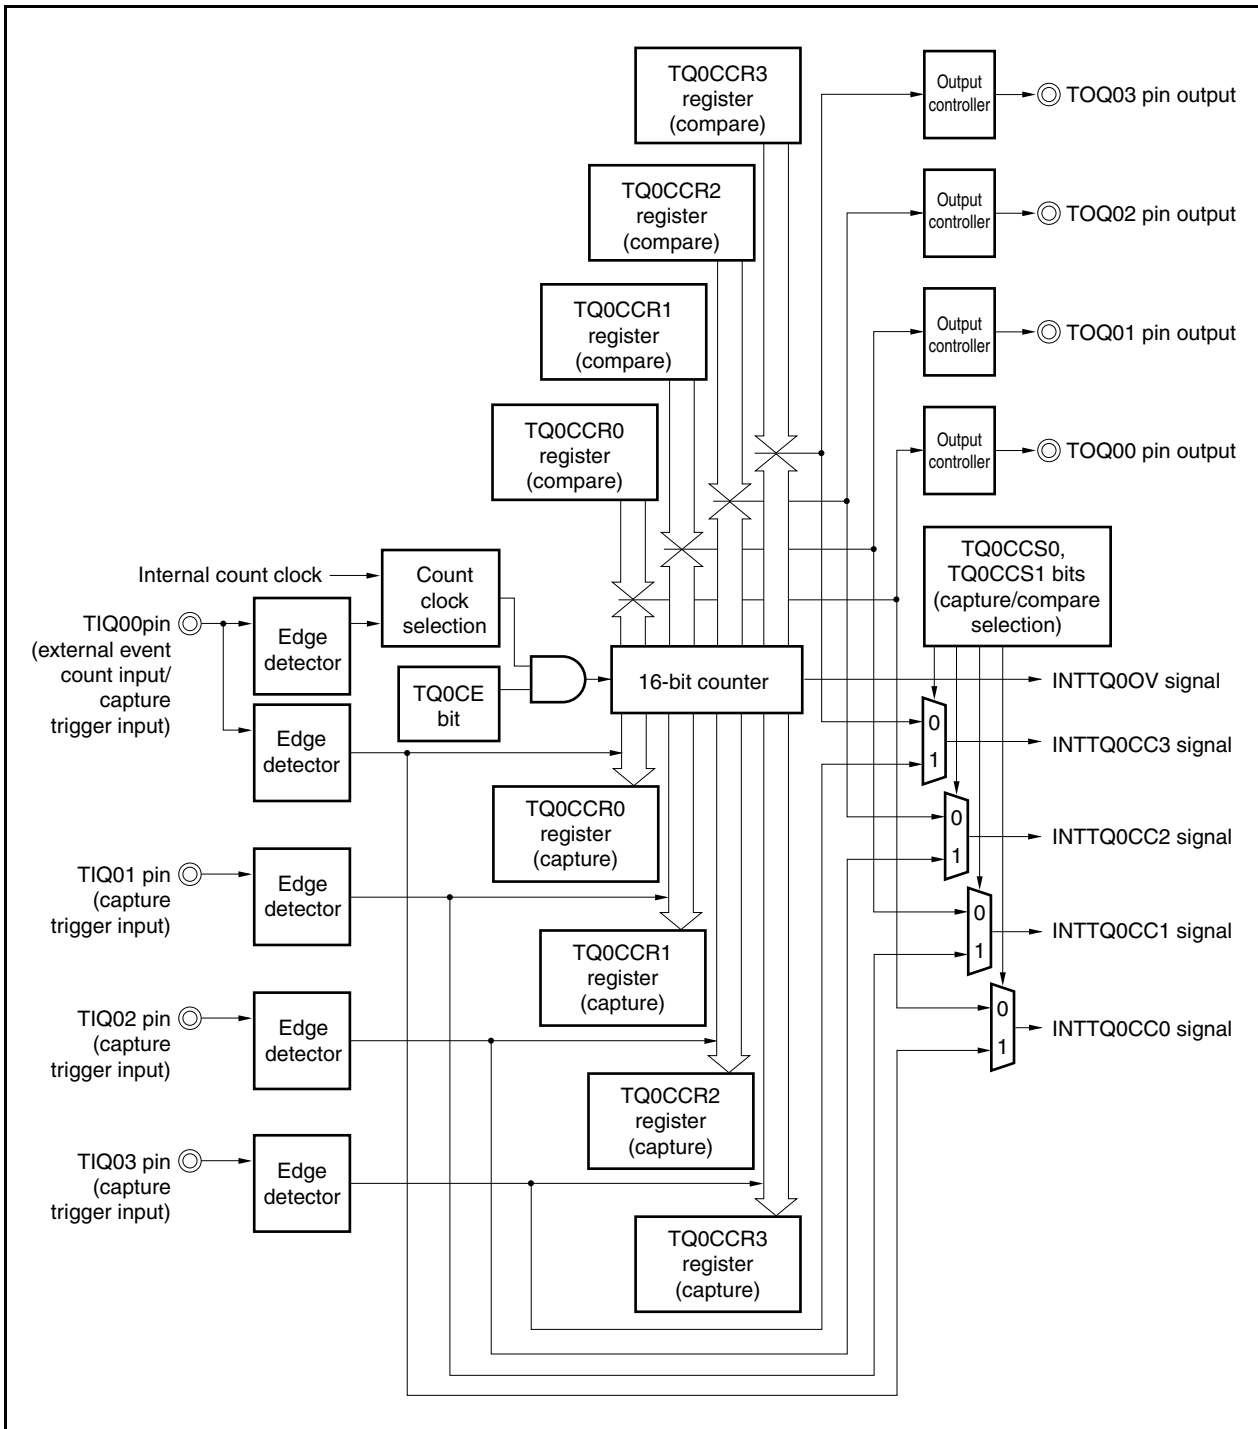 TQ0CCR3
register
(compare)
Output
controller
TOQ03 pin output
TQ0CCR2
register
(compare)
Output
controller
TOQ02 pin output
TQ0CCR1
register
(compare)
Output
controller
TOQ01 pin output
TQ0CCR0
register
(compare)
Output
controller
TOQ00 pin output
TQ0CCS0,
TQ0CCS1 bits
(capture/compare
selection)
Internal count clock
Count
clock
selection
TIQ00pin
(external event
count input/
capture
trigger input)
Edge
detector
TQ0CE
bit
16-bit counter
INTTQ0OV signal
Edge
detector
0
1
INTTQ0CC3 signal
TQ0CCR0
register
(capture)
0
1
INTTQ0CC2 signal
TIQ01 pin
(capture
trigger input)
Edge
detector
0
1
INTTQ0CC1 signal
TQ0CCR1
register
(capture)
TIQ02 pin
(capture
trigger input)
Edge
detector
0
1
INTTQ0CC0 signal
TQ0CCR2
register
(capture)
TIQ03 pin
(capture
trigger input)
Edge
detector
TQ0CCR3
register
(capture)